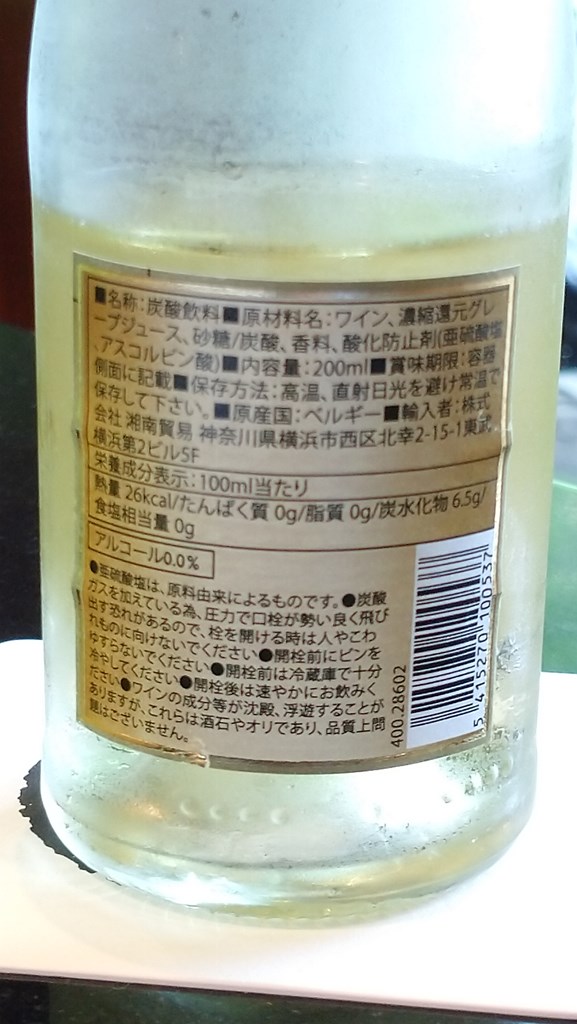 ■名称：炭酸飲料■原材料名：ワイン、濃縮還元グレ
ープジュース、砂糖/炭酸、香料、酸化防止剤(亜硫酸塩
、アスコルビン酸)■内容量：200ml■賞味期限：容器
側面に記載■保存方法：高温、直射日光を避け常温で
保存して下さい。■原産国：ベルギー■輸入者：株式
会社 湘南貿易 神奈川県横浜市西区北幸2-15-1東武
横浜第2ビル5F
栄養成分表示：100ml当たり
熱量 26kcal/たんぱく質 0g/脂質 0g/炭水化物 6.5g/
食塩相当量 0g
アルコール0.0%
●亜硫酸塩は、原料由来によるものです。●炭酸
ガスを加えている為、圧力で口栓が勢い良く飛び
出す恐れがあるので、栓を開ける時は人やこわ
れものに向けないでください●開栓前にビンを
ゆすらないでください●開栓前は冷蔵庫で十分
冷やしてください●開栓後は速やかにお飲みく
ださい●ワインの成分等が沈殿、浮遊することが
ありますが、これらは酒石やオリであり、品質上問
題はございません。
400.28602
5 415270 100537